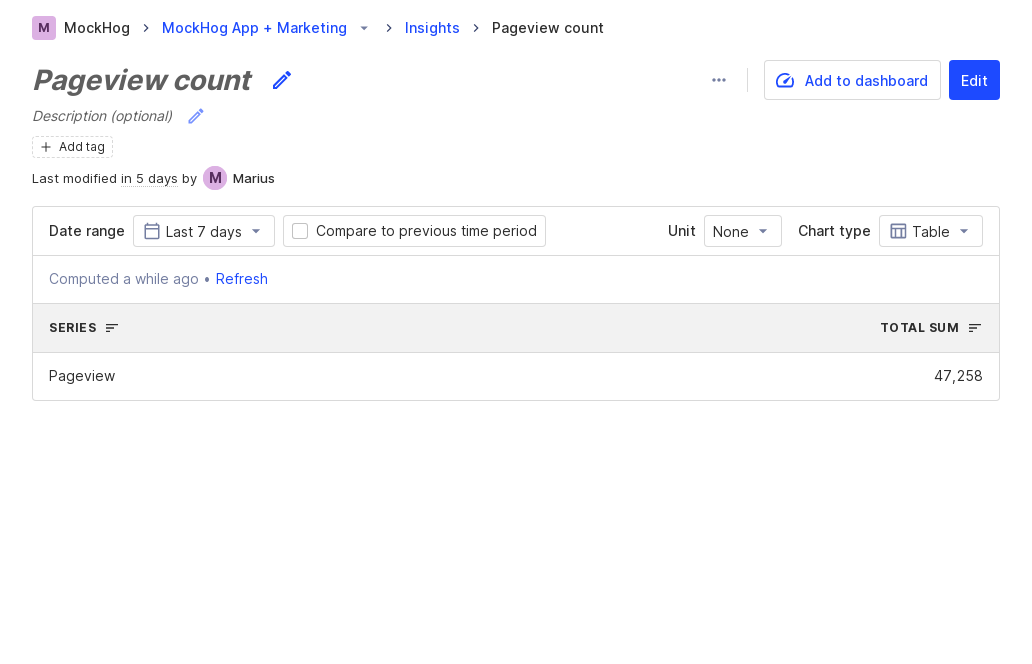 M MockHog MockHog App + Marketing Insights Pageview count
Pageview count
Add to dashboard Edit
Description (optional)
Add tag
Last modified in 5 days by M Marius
Date range Last 7 days Compare to previous time period Unit None Chart type Table
Computed a while ago • Refresh
SERIES TOTAL SUM
Pageview 47,258